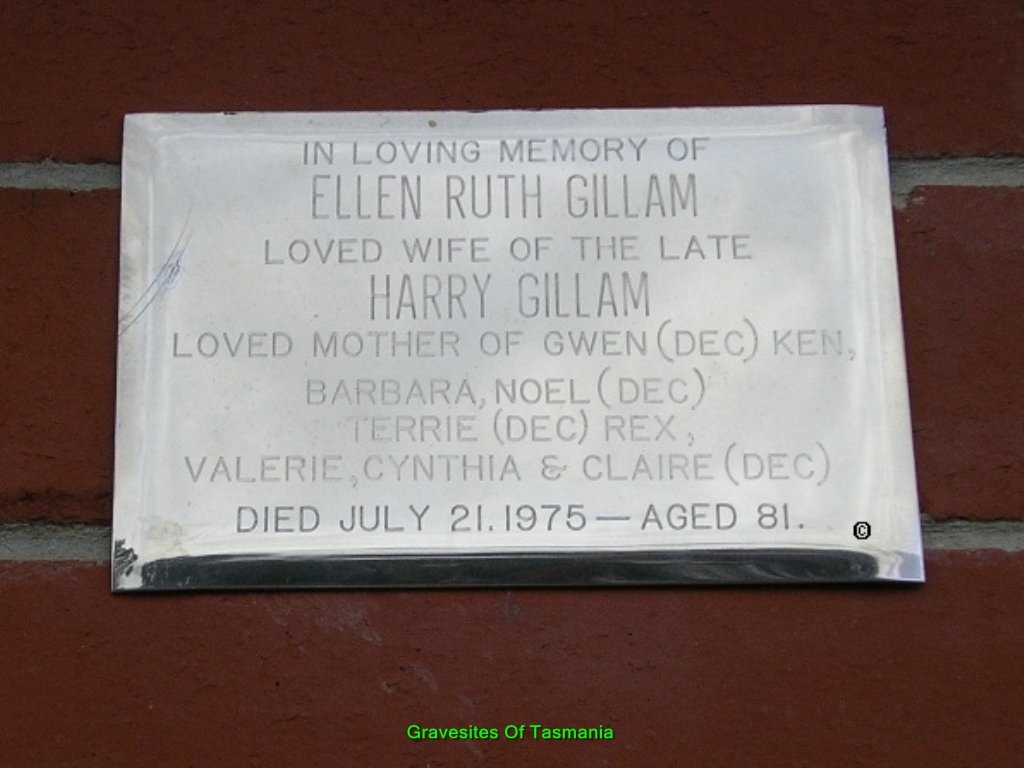 IN LOVING MEMORY OF
ELLEN RUTH GILLAM
LOVED WIFE OF THE LATE
HARRY GILLAM
LOVED MOTHER OF GWEN (DEC) KEN,
BARBARA, NOEL (DEC)
TERRIE (DEC) REX,
VALERIE, CYNTHIA & CLAIRE (DEC)
DIED JULY 21. 1975 — AGED 81.
©
Gravesites Of Tasmania